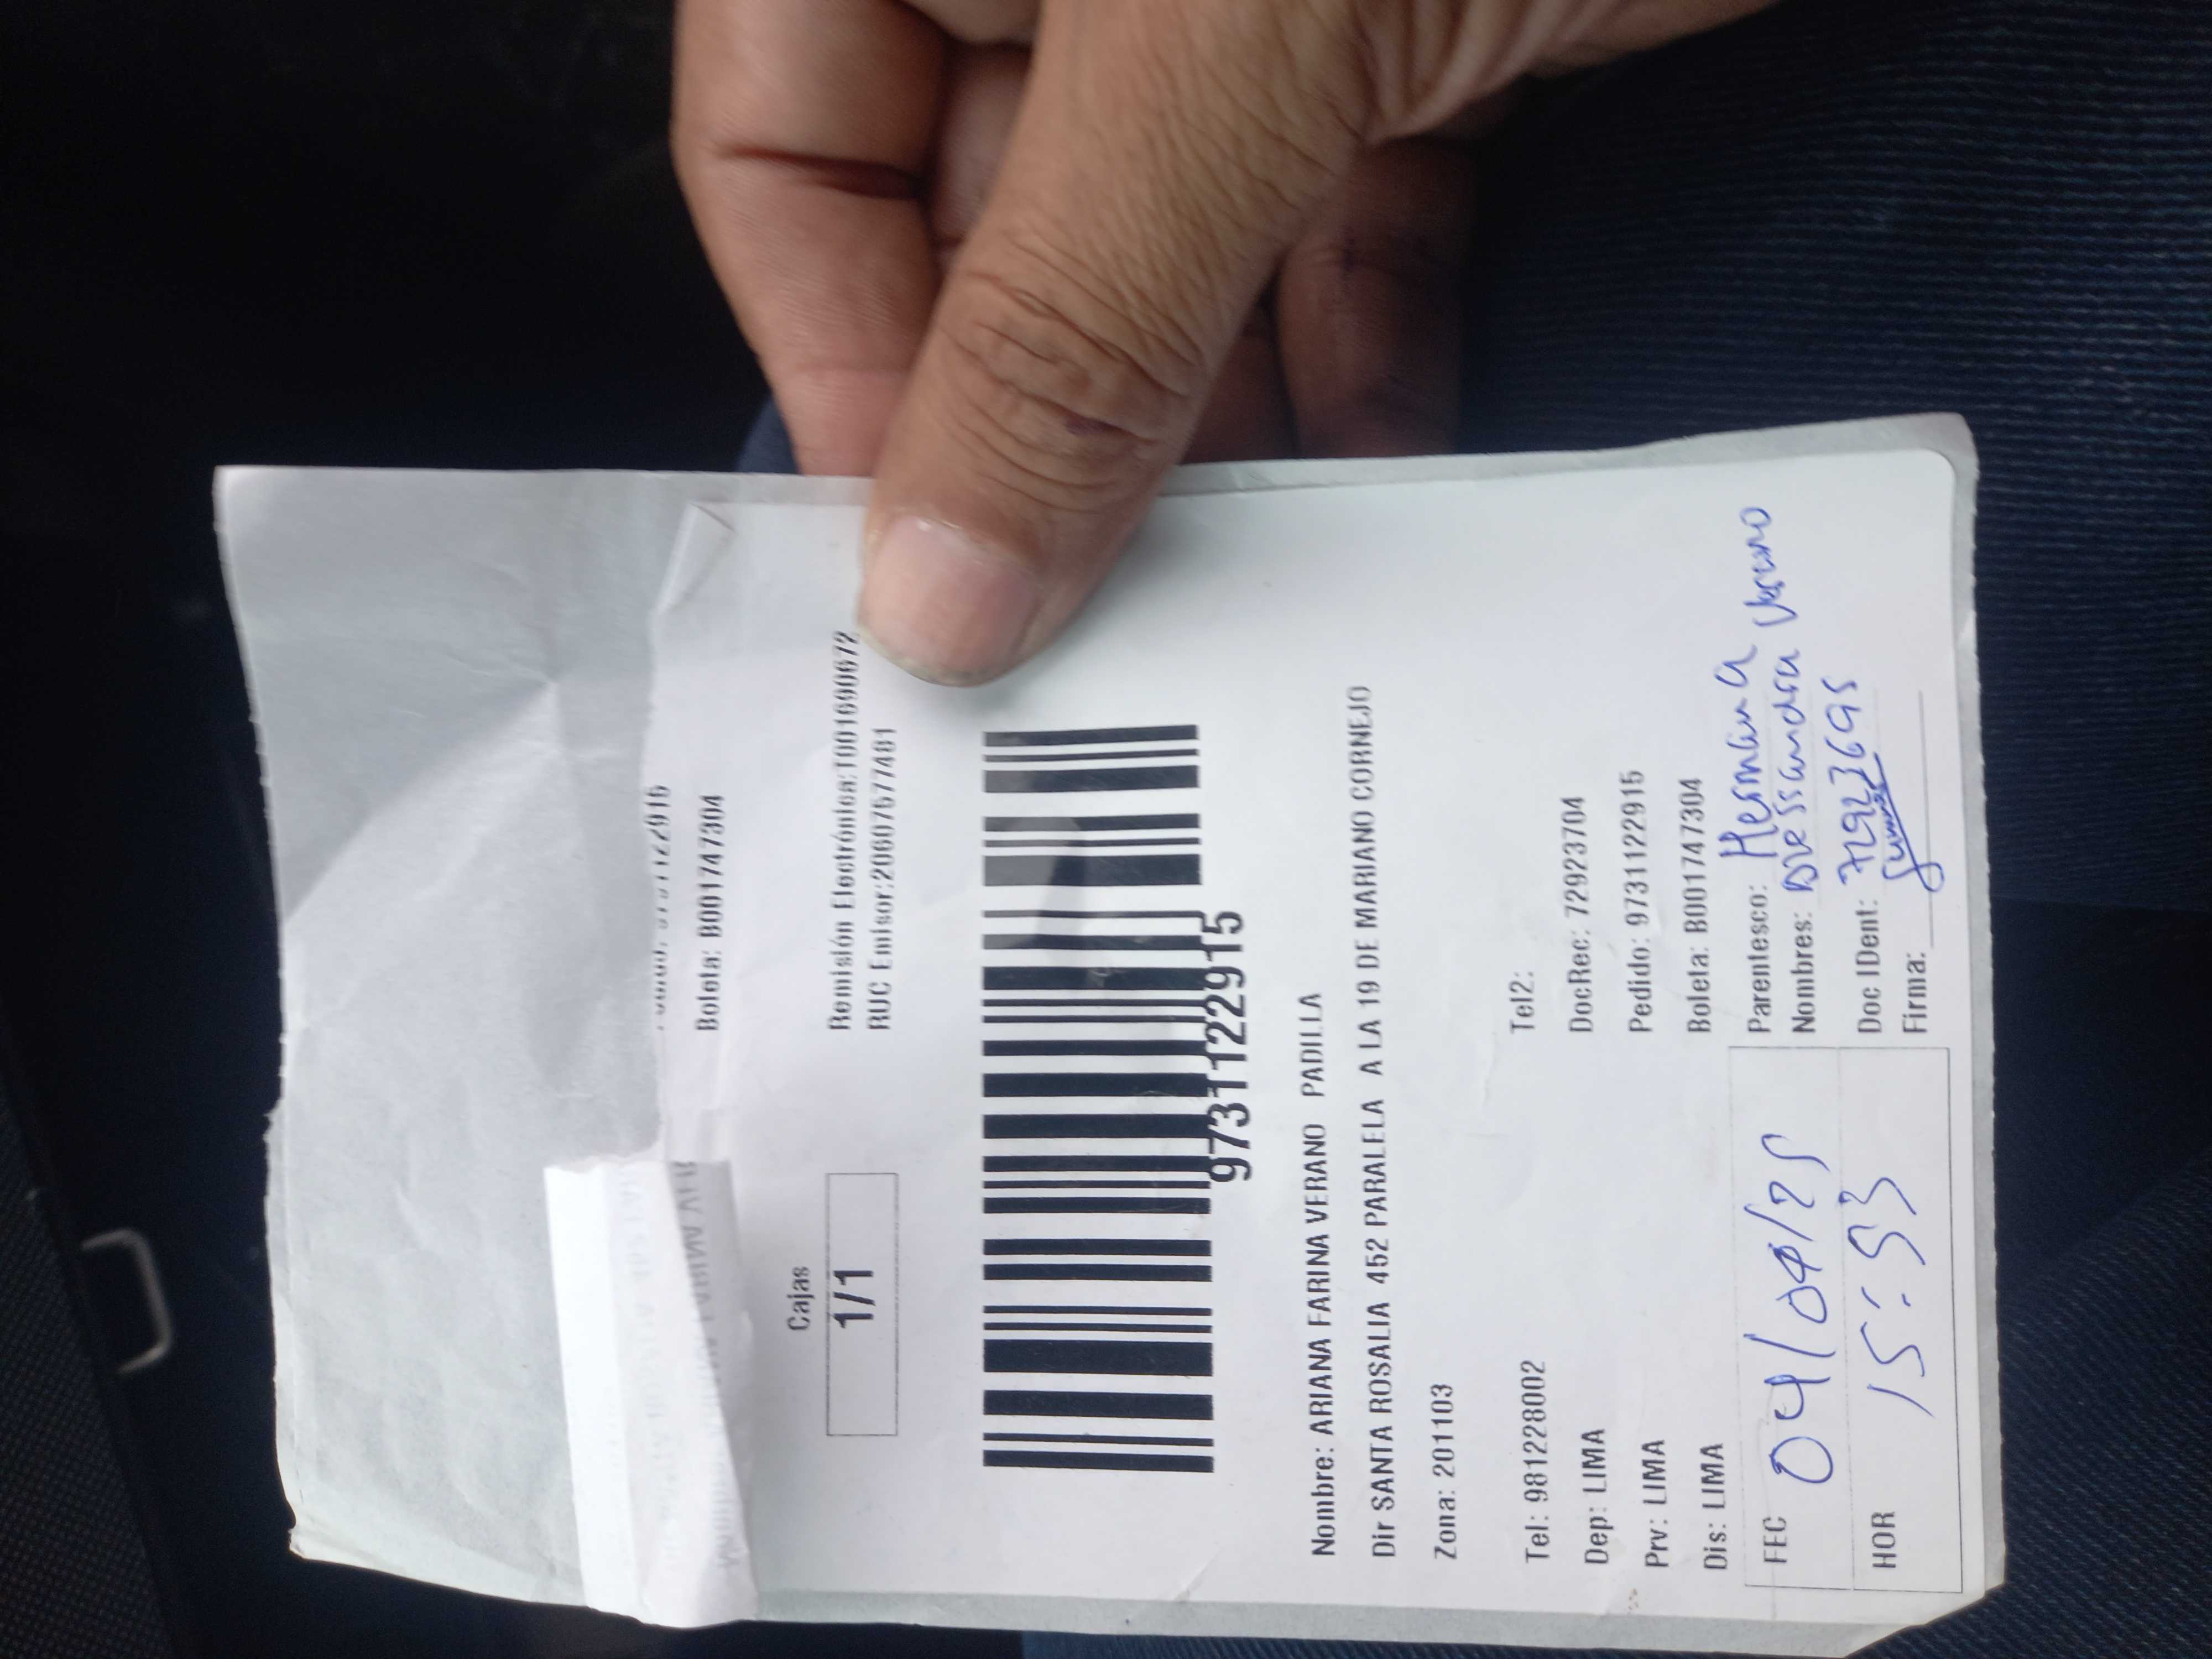 Boleta: B001747304
Cajas
1/1
Remisión Electrónica:T001690672
RUC Emisor:20607577481
9731122915
Nombre: ARIANA FARINA VERANO PADILLA
Dir SANTA ROSALIA 452 PARALELA A LA 19 DE MARIANO CORNEJO
Zona: 201103
Tel: 981228002 Tel2:
Dep: LIMA DocRec: 72923704
Prv: LIMA Pedido: 9731122915
Dis: LIMA Boleta: B001747304
FEC 04/04/25 Parentesco: Hermana
Nombres: Alessandra Verano
HOR 15:93 Doc IDent: 72923695
Firma: